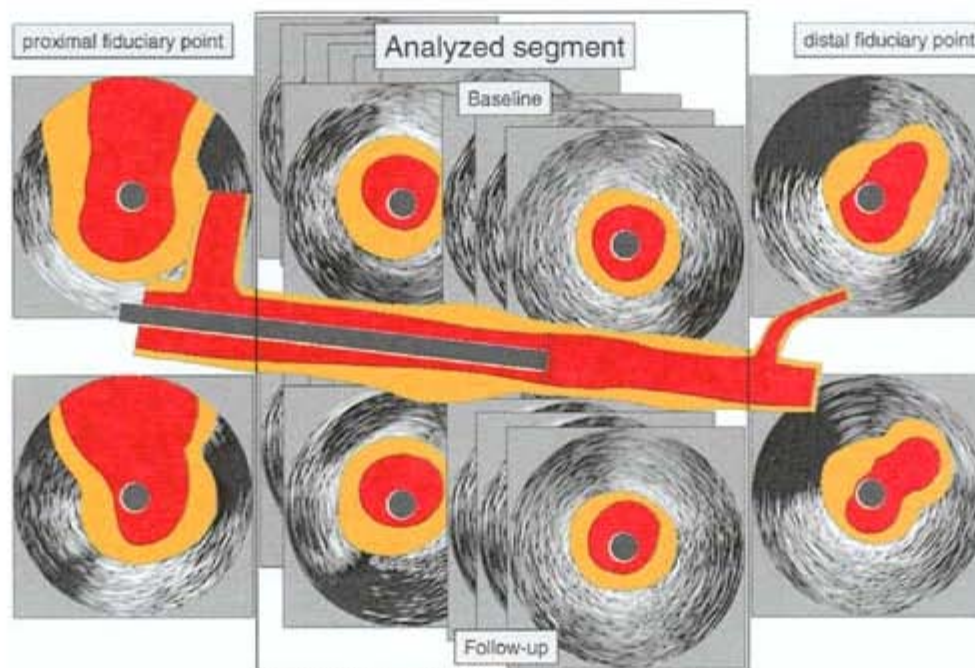 proximal fiduciary point
Analyzed segment
distal fiduciary point
Baseline
Follow-up